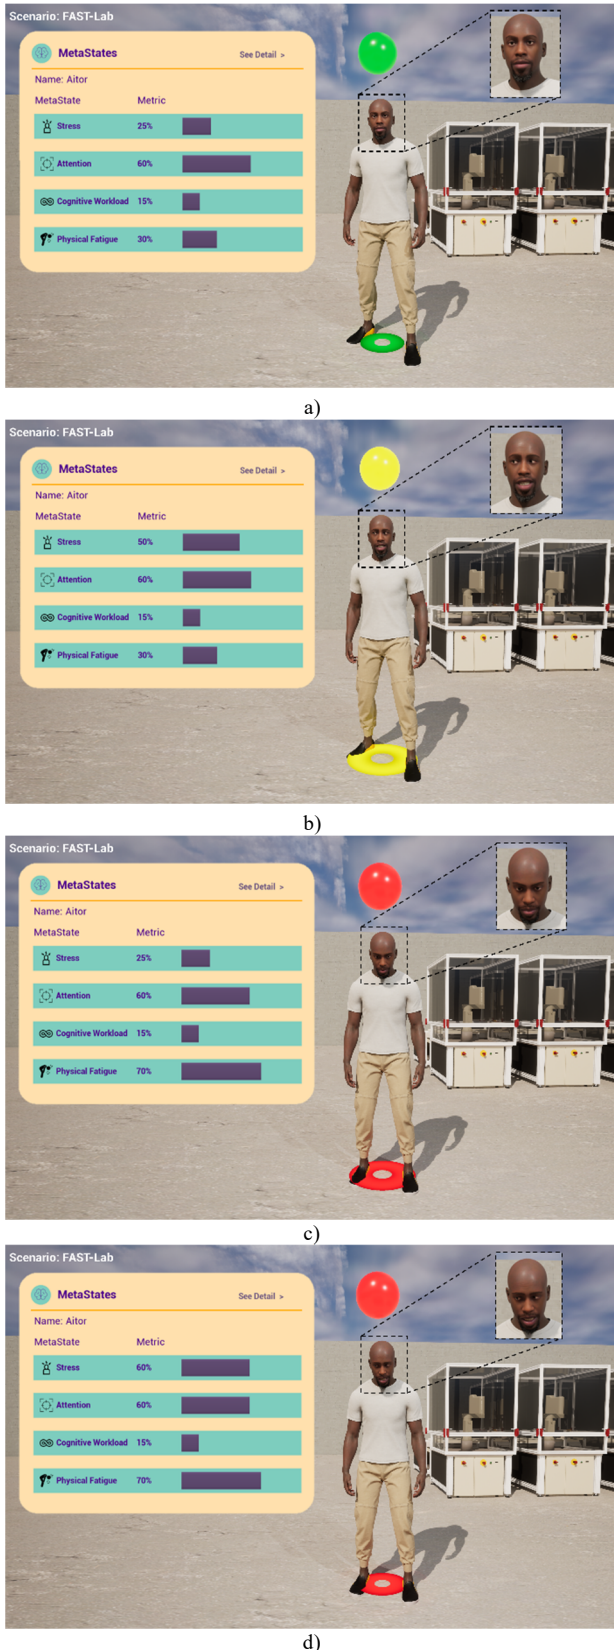 Scenario: FAST-Lab
MetaStates See Detail >
Name: Aitor
MetaState Metric
Stress 25%
Attention 60%
Cognitive Workload 15%
Physical Fatigue 30%
a)
Scenario: FAST-Lab
MetaStates See Detail >
Name: Aitor
MetaState Metric
Stress 50%
Attention 60%
Cognitive Workload 15%
Physical Fatigue 30%
b)
Scenario: FAST-Lab
MetaStates See Detail >
Name: Aitor
MetaState Metric
Stress 25%
Attention 60%
Cognitive Workload 15%
Physical Fatigue 70%
c)
Scenario: FAST-Lab
MetaStates See Detail >
Name: Aitor
MetaState Metric
Stress 60%
Attention 60%
Cognitive Workload 15%
Physical Fatigue 70%
d)